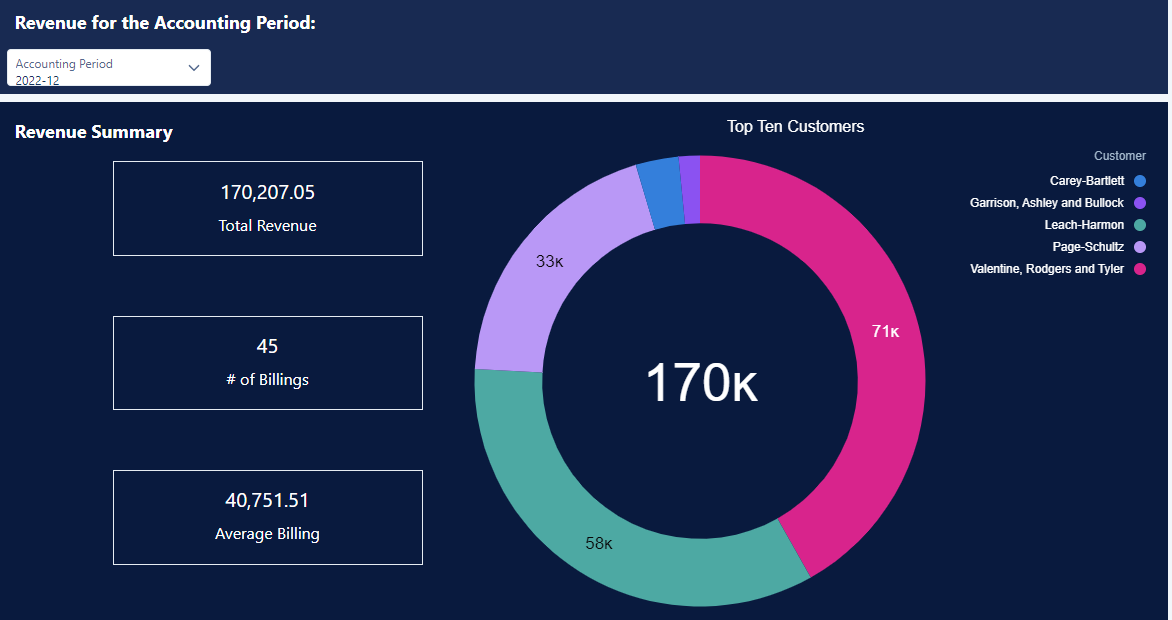 Revenue for the Accounting Period:
Accounting Period
2022-12
Revenue Summary
170,207.05
Total Revenue
45
# of Billings
40,751.51
Average Billing
Top Ten Customers
33K
71K
170K
58K
Customer
Carey-Bartlett
Garrison, Ashley and Bullock
Leach-Harmon
Page-Schultz
Valentine, Rodgers and Tyler